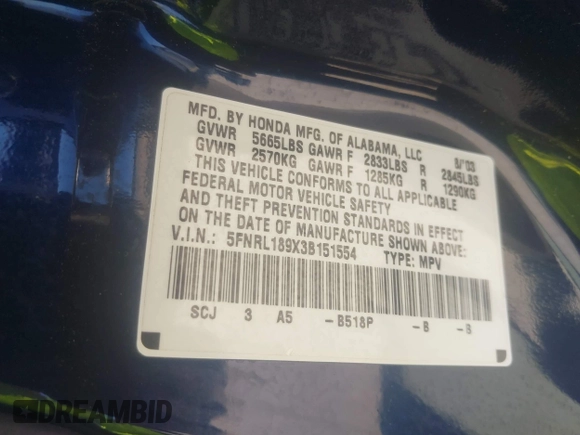 MFD. BY HONDA MFG. OF ALABAMA, LLC 8/'03
GVWR 5665LBS GAWR F 2833LBS R 2845LBS
GVWR 2570KG GAWR F 1285KG R 1290KG
THIS VEHICLE CONFORMS TO ALL APPLICABLE
FEDERAL MOTOR VEHICLE SAFETY
AND THEFT PREVENTION STANDARDS IN EFFECT
ON THE DATE OF MANUFACTURE SHOWN ABOVE.
V.I.N.: 5FNRL189X3B151554 TYPE: MPV
SCJ 3 A5 -B518P -B -B
DREAMBID